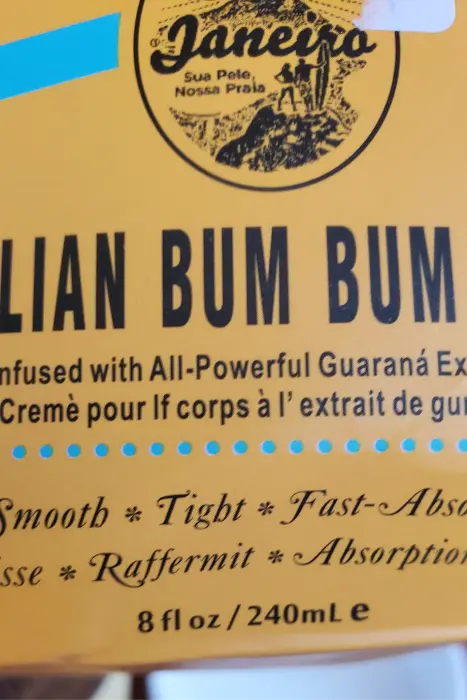 Janeiro
Sua Pele,
Nossa Praia
LIAN BUM BUM
nfused with All-Powerful Guaraná Ex
Cremè pour lf corps à l' extrait de gu
Smooth * Tight * Fast-Abso
sse * Raffermit * Absorption
8 fl oz / 240mL e